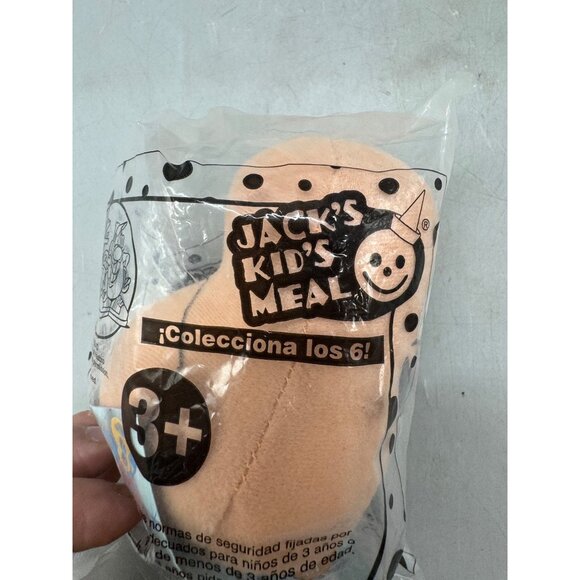 JACK'S
KID'S
MEAL
®
¡Colecciona los 6!
3+
normas de seguridad fijadas por
decuados para niños de 3 años
de menos de 3 años de edad.